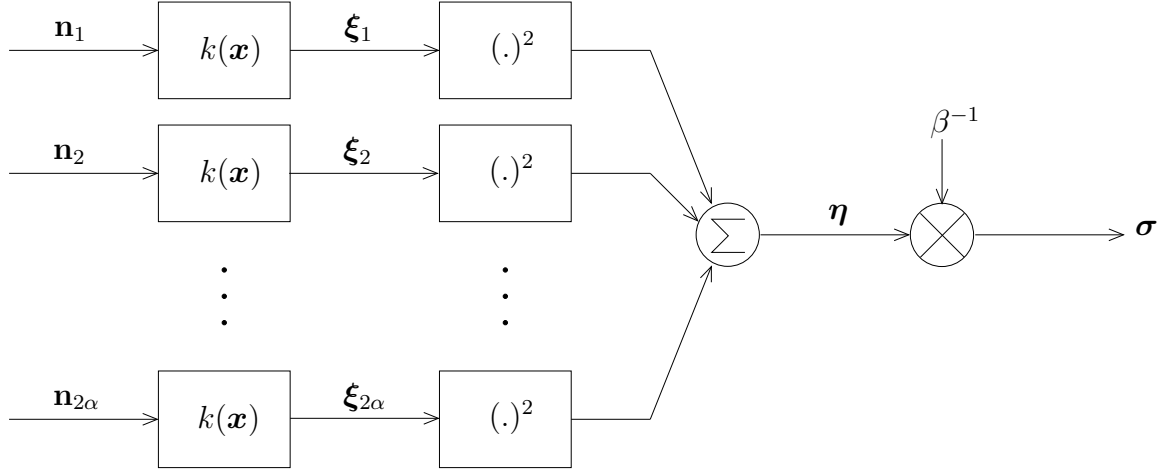 n₁ k(x) ξ₁ (.)²
n₂ k(x) ξ₂ (.)²
β⁻¹
Σ η σ
n₂α k(x) ξ₂α (.)²